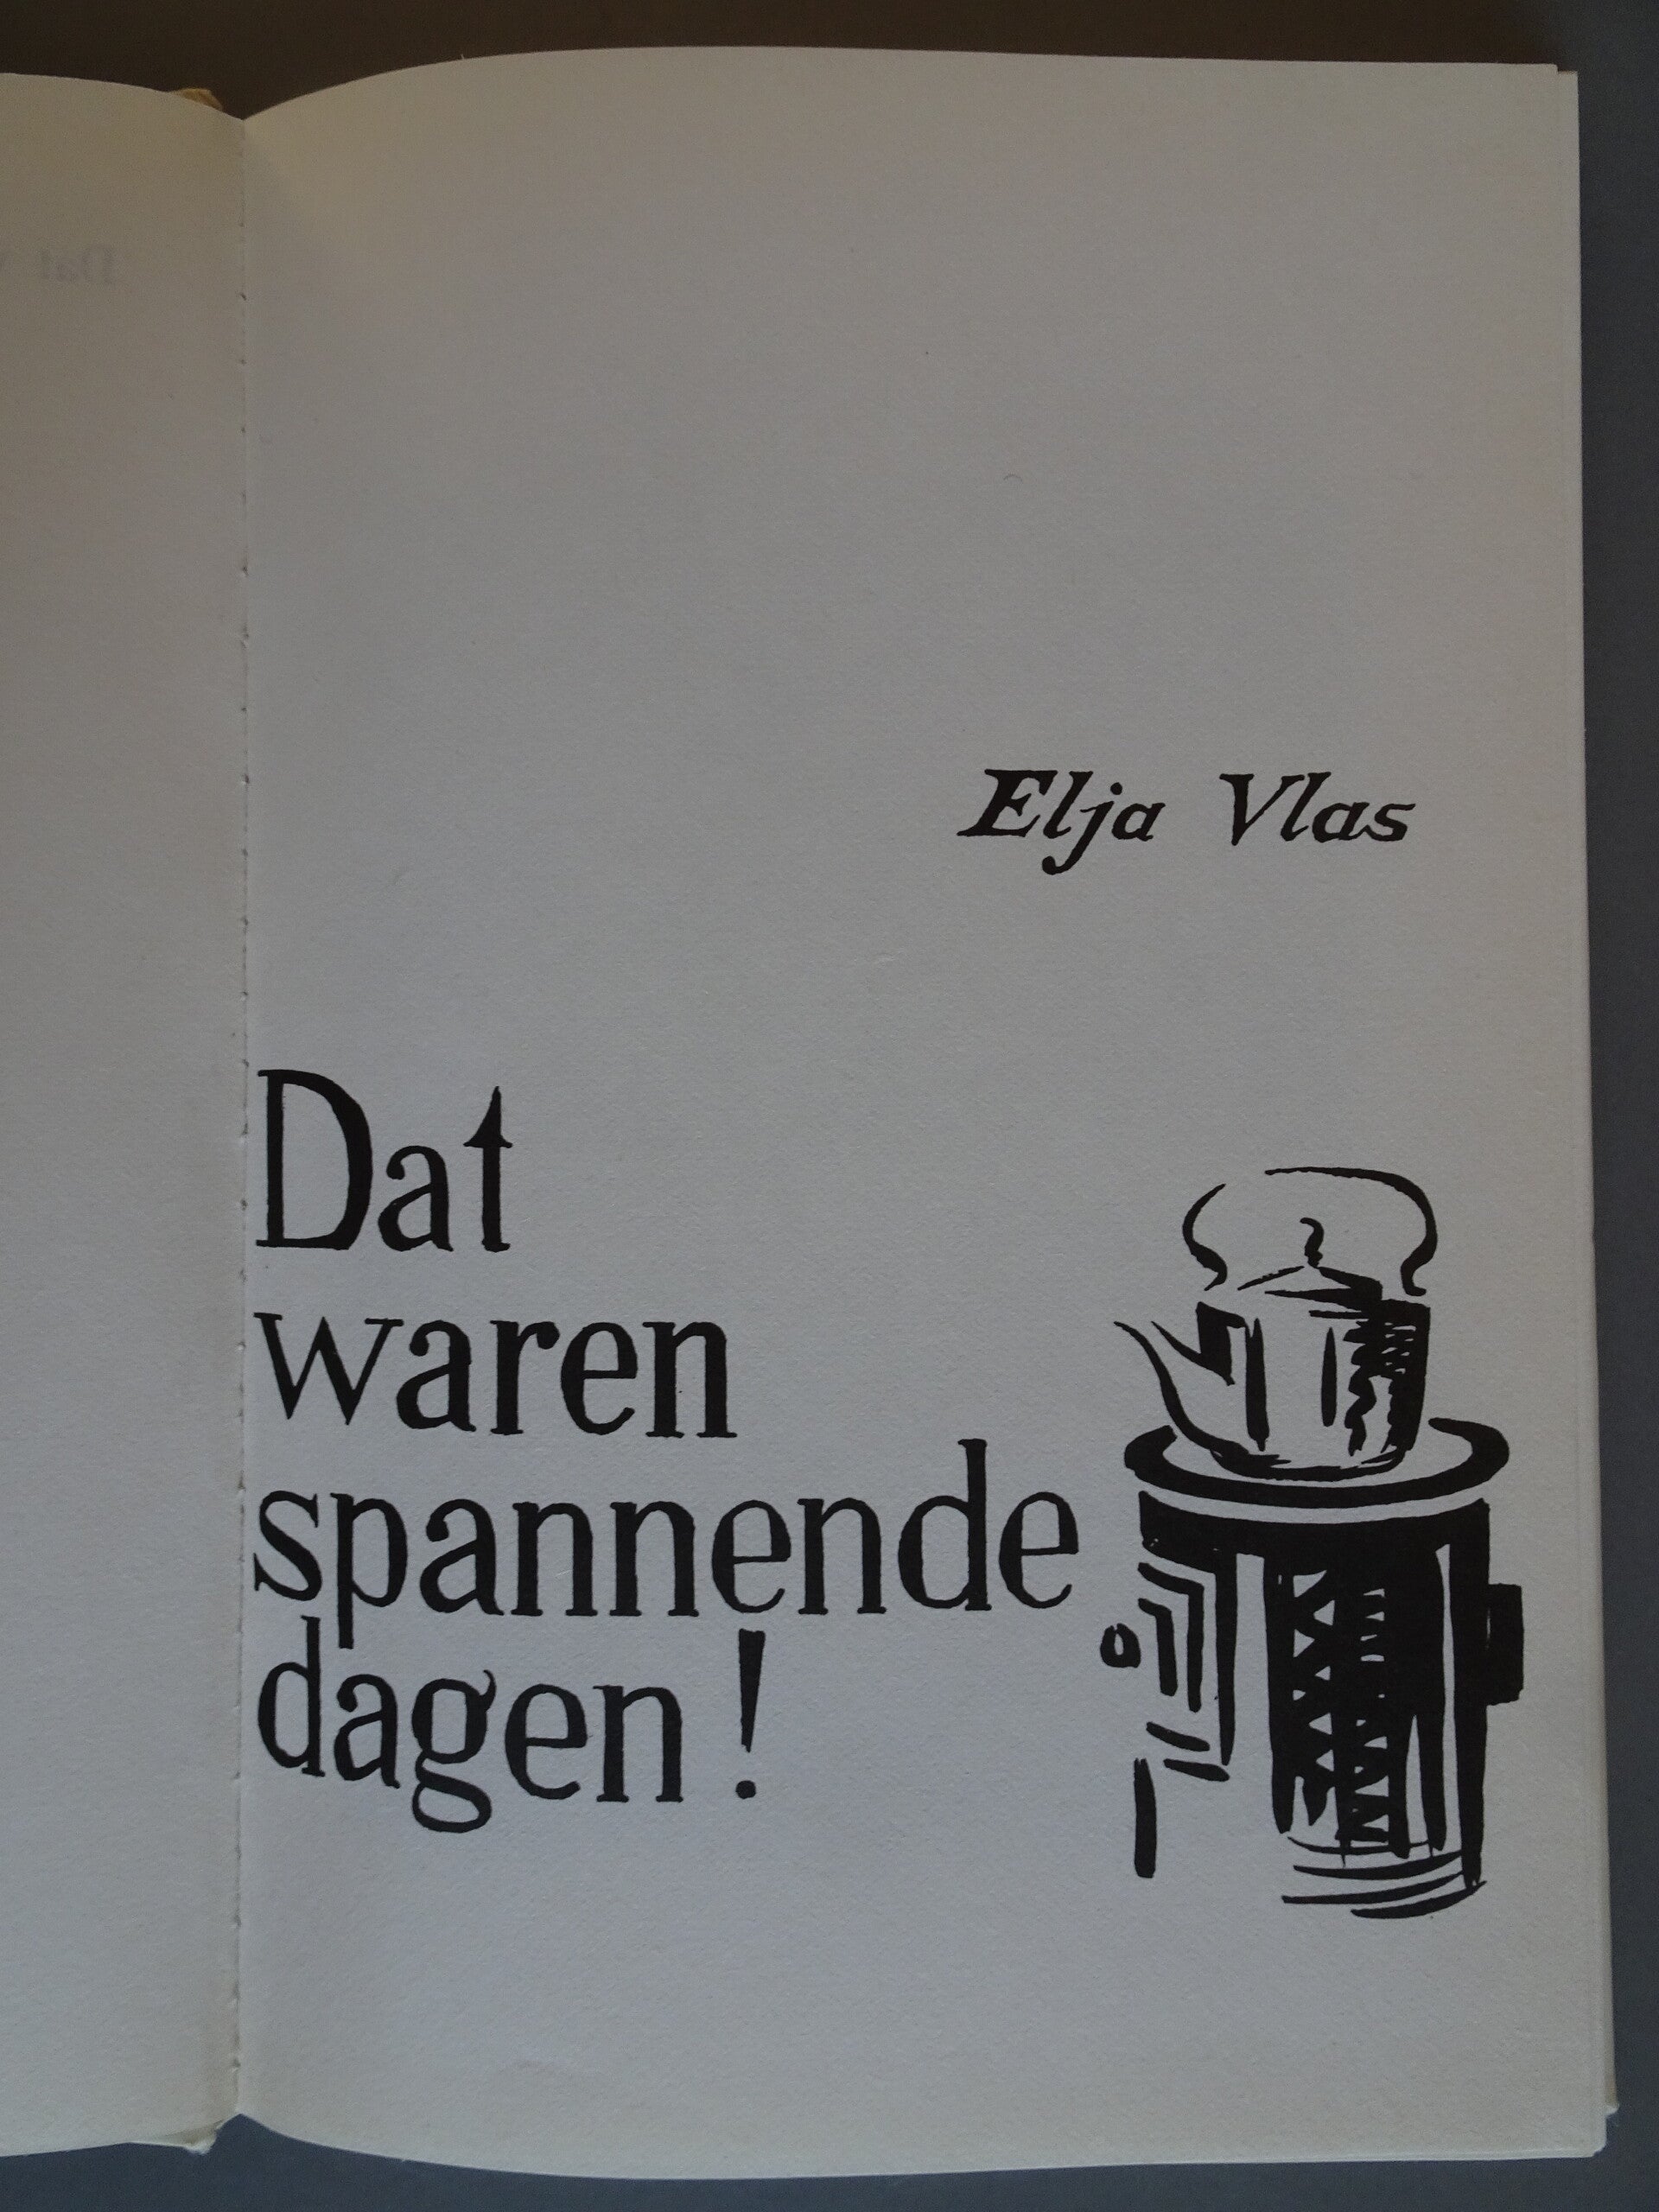 Elja Vlas
Dat
waren
spannende
dagen!